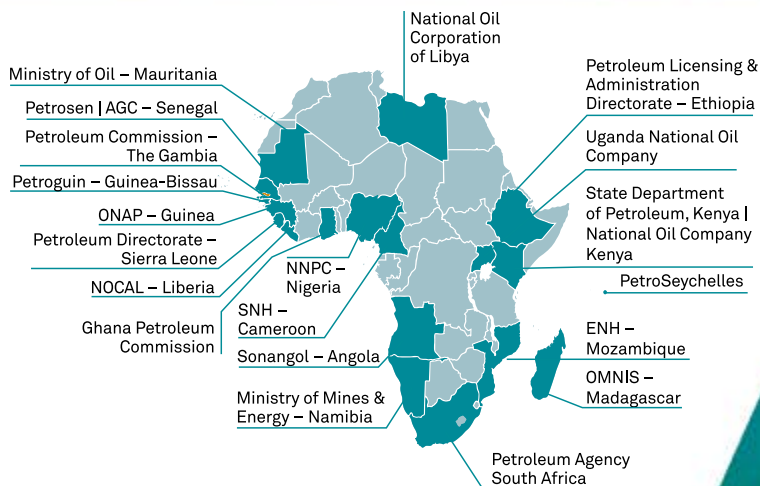 National Oil
Corporation
of Libya
Ministry of Oil – Mauritania
Petrosen | AGC – Senegal
Petroleum Commission –
The Gambia
Petroguin – Guinea-Bissau
ONAP – Guinea
Petroleum Directorate –
Sierra Leone
NOCAL – Liberia
Ghana Petroleum
Commission
NNPC –
Nigeria
SNH –
Cameroon
Sonangol – Angola
Ministry of Mines &
Energy – Namibia
Petroleum Licensing &
Administration
Directorate – Ethiopia
Uganda National Oil
Company
State Department
of Petroleum, Kenya |
National Oil Company
Kenya
PetroSeychelles
ENH –
Mozambique
OMNIS –
Madagascar
Petroleum Agency
South Africa